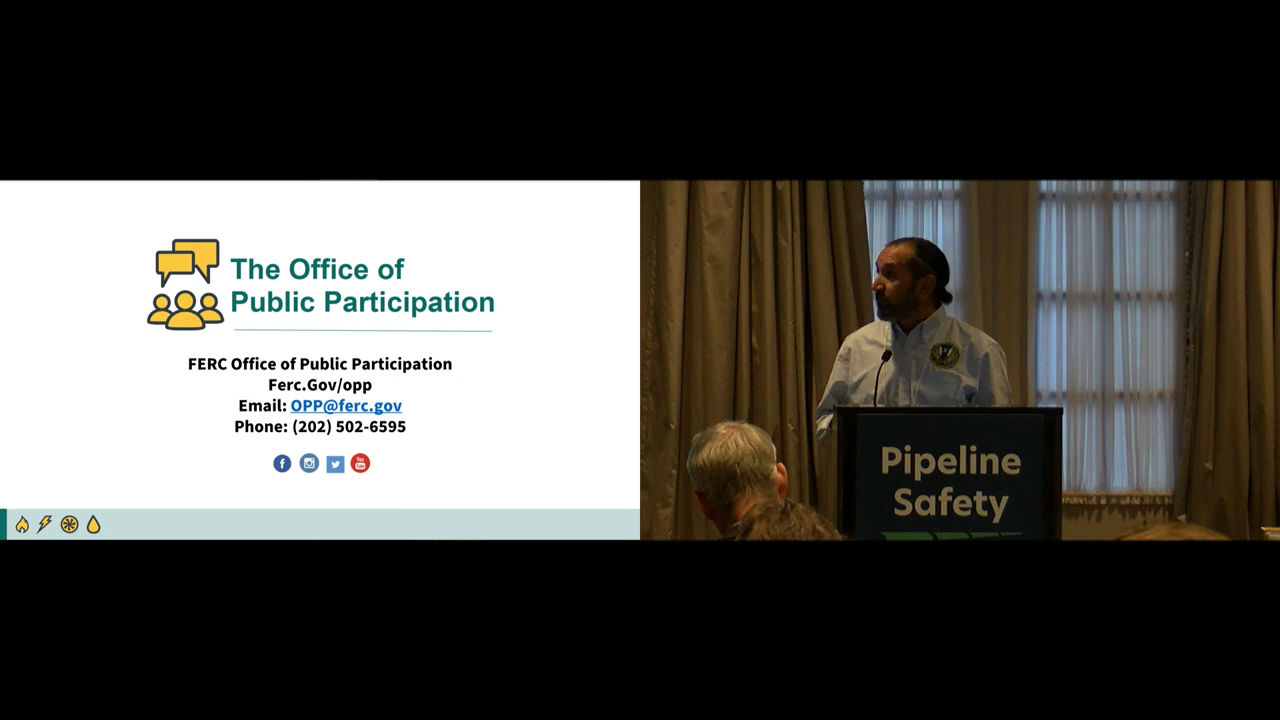 The Office of
Public Participation
FERC Office of Public Participation
Ferc.Gov/opp
Email: OPP@ferc.gov
Phone: (202) 502-6595
Pipeline
Safety